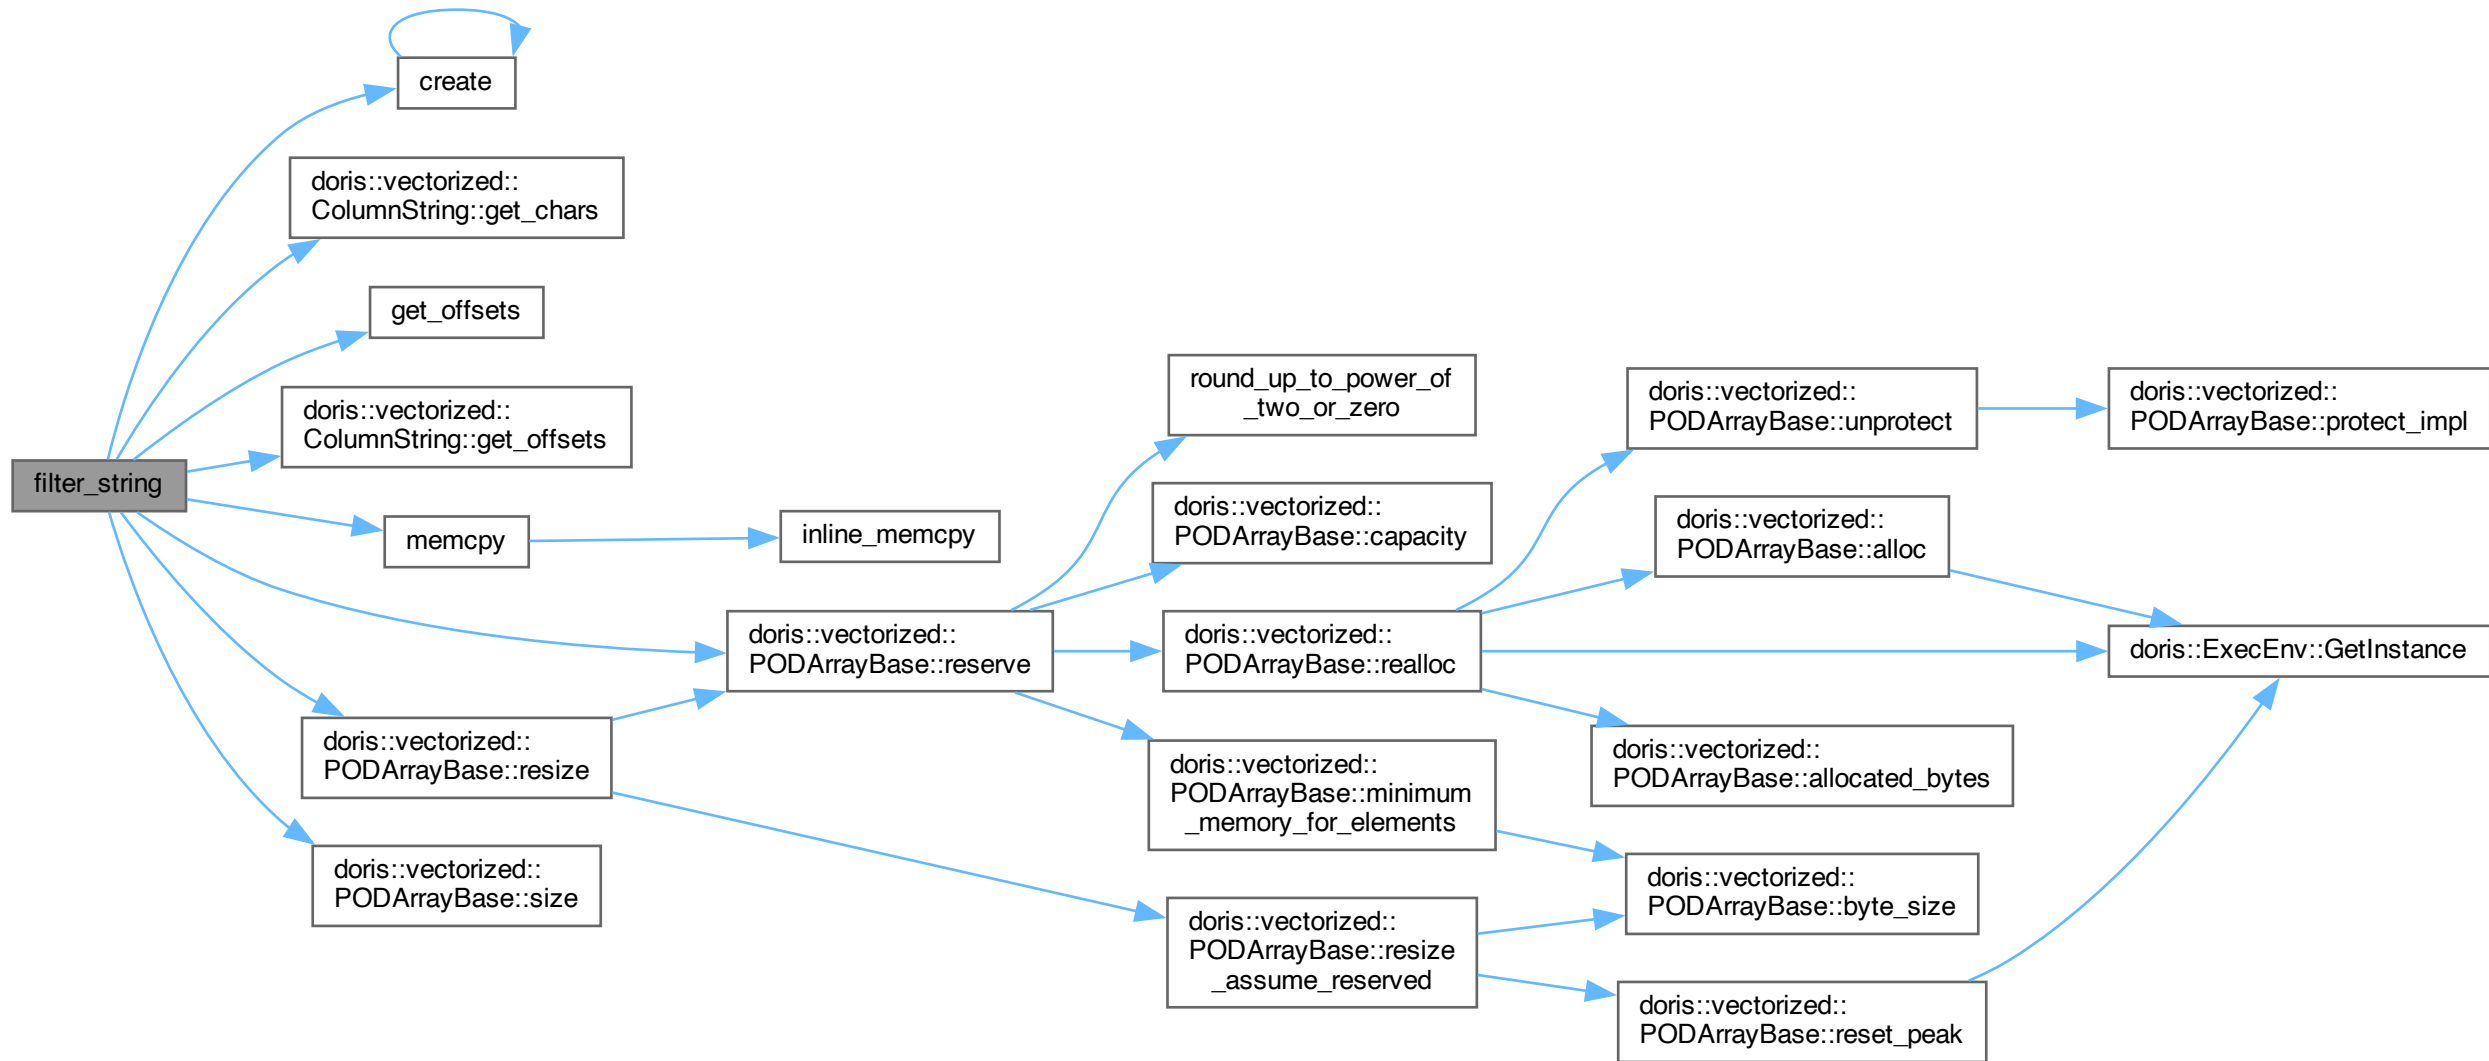 create
doris::vectorized::
ColumnString::get_chars
get_offsets
doris::vectorized::
ColumnString::get_offsets
filter_string
memcpy
inline_memcpy
doris::vectorized::
PODArrayBase::reserve
doris::vectorized::
PODArrayBase::resize
doris::vectorized::
PODArrayBase::size
round_up_to_power_of
_two_or_zero
doris::vectorized::
PODArrayBase::capacity
doris::vectorized::
PODArrayBase::realloc
doris::vectorized::
PODArrayBase::minimum
_memory_for_elements
doris::vectorized::
PODArrayBase::resize
_assume_reserved
doris::vectorized::
PODArrayBase::unprotect
doris::vectorized::
PODArrayBase::alloc
doris::vectorized::
PODArrayBase::allocated_bytes
doris::vectorized::
PODArrayBase::byte_size
doris::vectorized::
PODArrayBase::reset_peak
doris::vectorized::
PODArrayBase::protect_impl
doris::ExecEnv::GetInstance